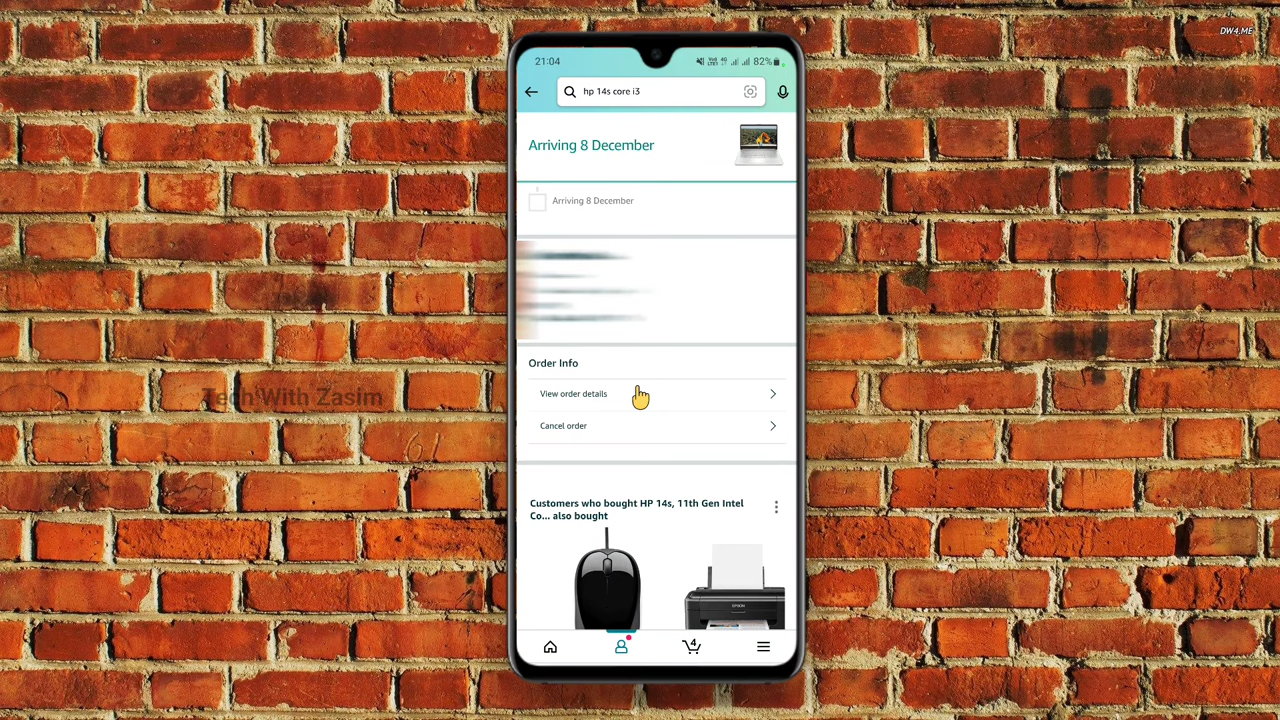 DW4.ME
21:04
82%
hp 14s core i3
Arriving 8 December
Arriving 8 December
Order Info
View order details
Tech With Zasim
Cancel order
Customers who bought HP 14s, 11th Gen Intel
Co... also bought
EPSON
4